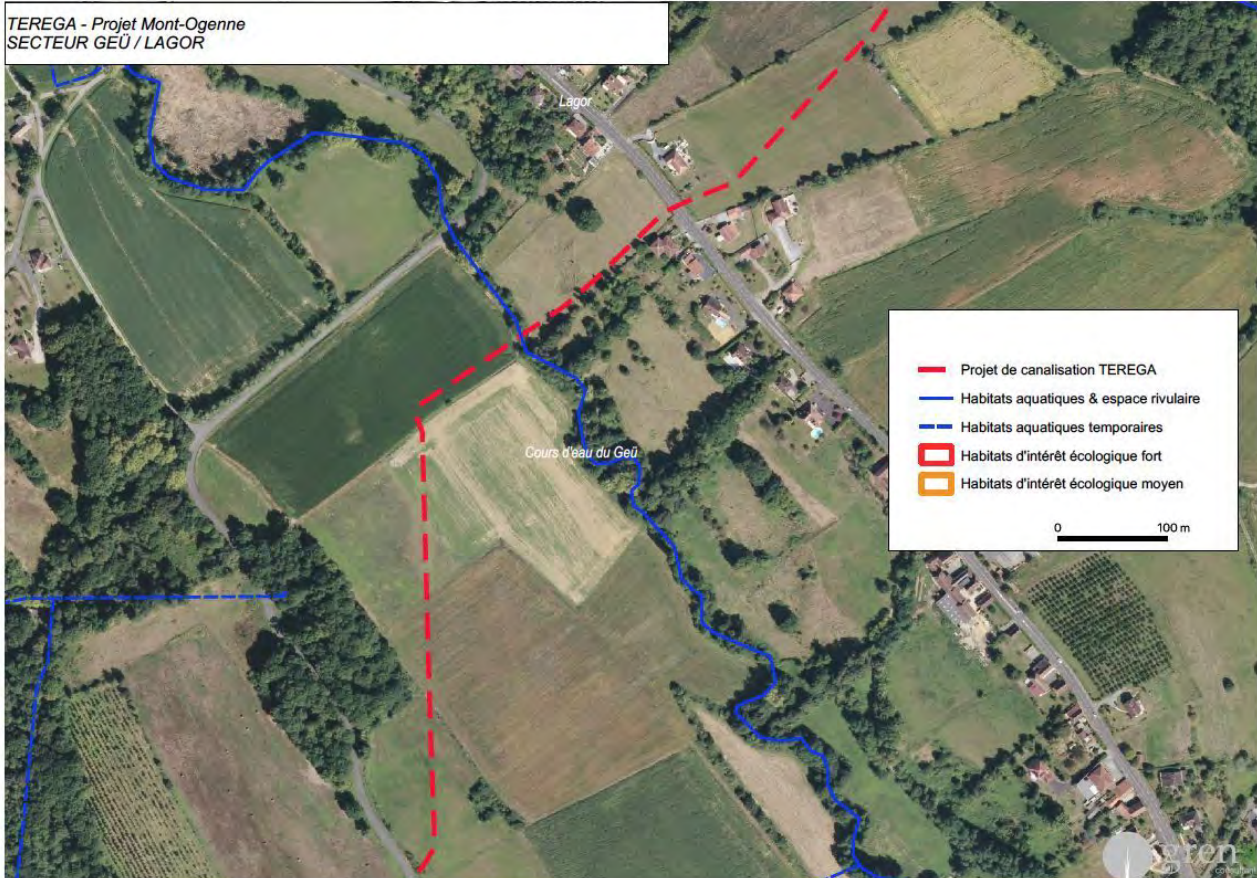 TEREGA - Projet Mont-Ogenne
SECTEUR GEÜ / LAGOR
Lagor
Cours d'eau du Geü
Projet de canalisation TEREGA
Habitats aquatiques & espace rivulaire
Habitats aquatiques temporaires
Habitats d'intérêt écologique fort
Habitats d'intérêt écologique moyen
0 100 m
gren